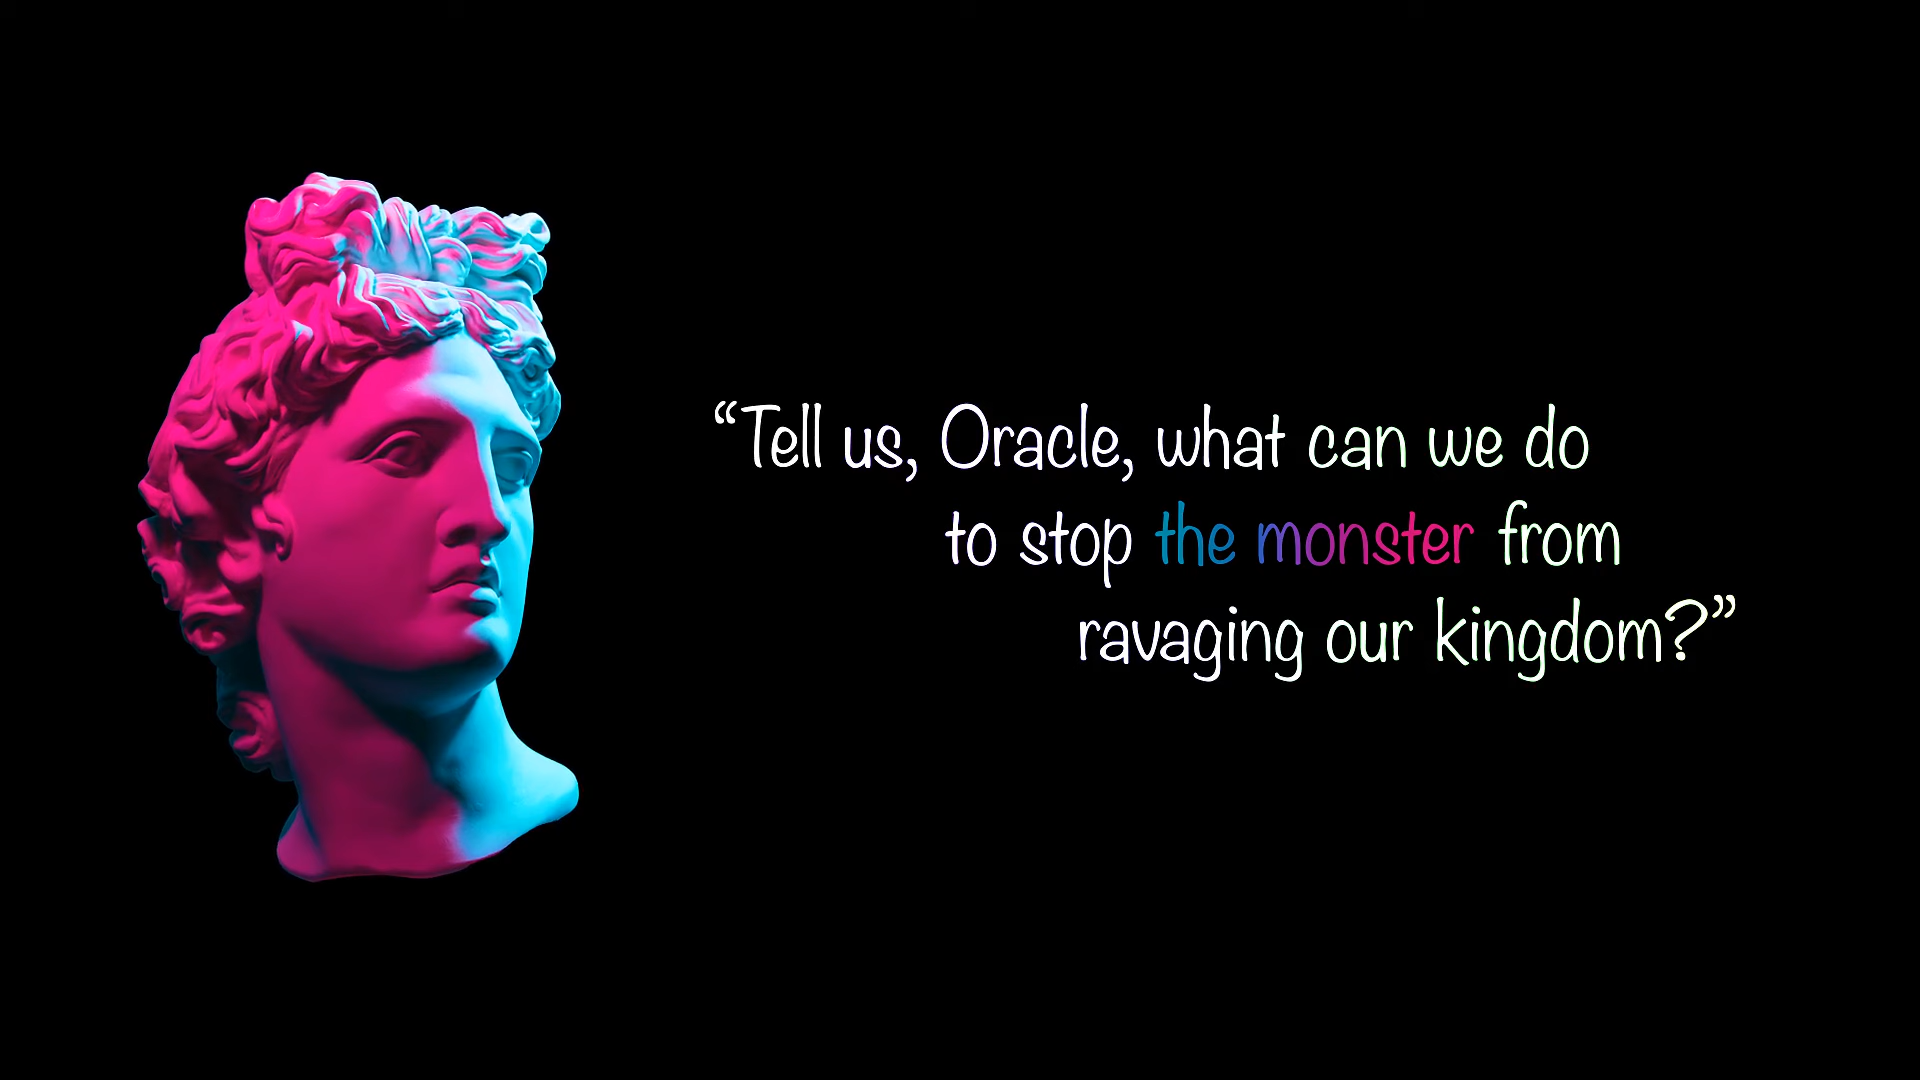 “Tell us, Oracle, what can we do
to stop the monster from
ravaging our kingdom?”